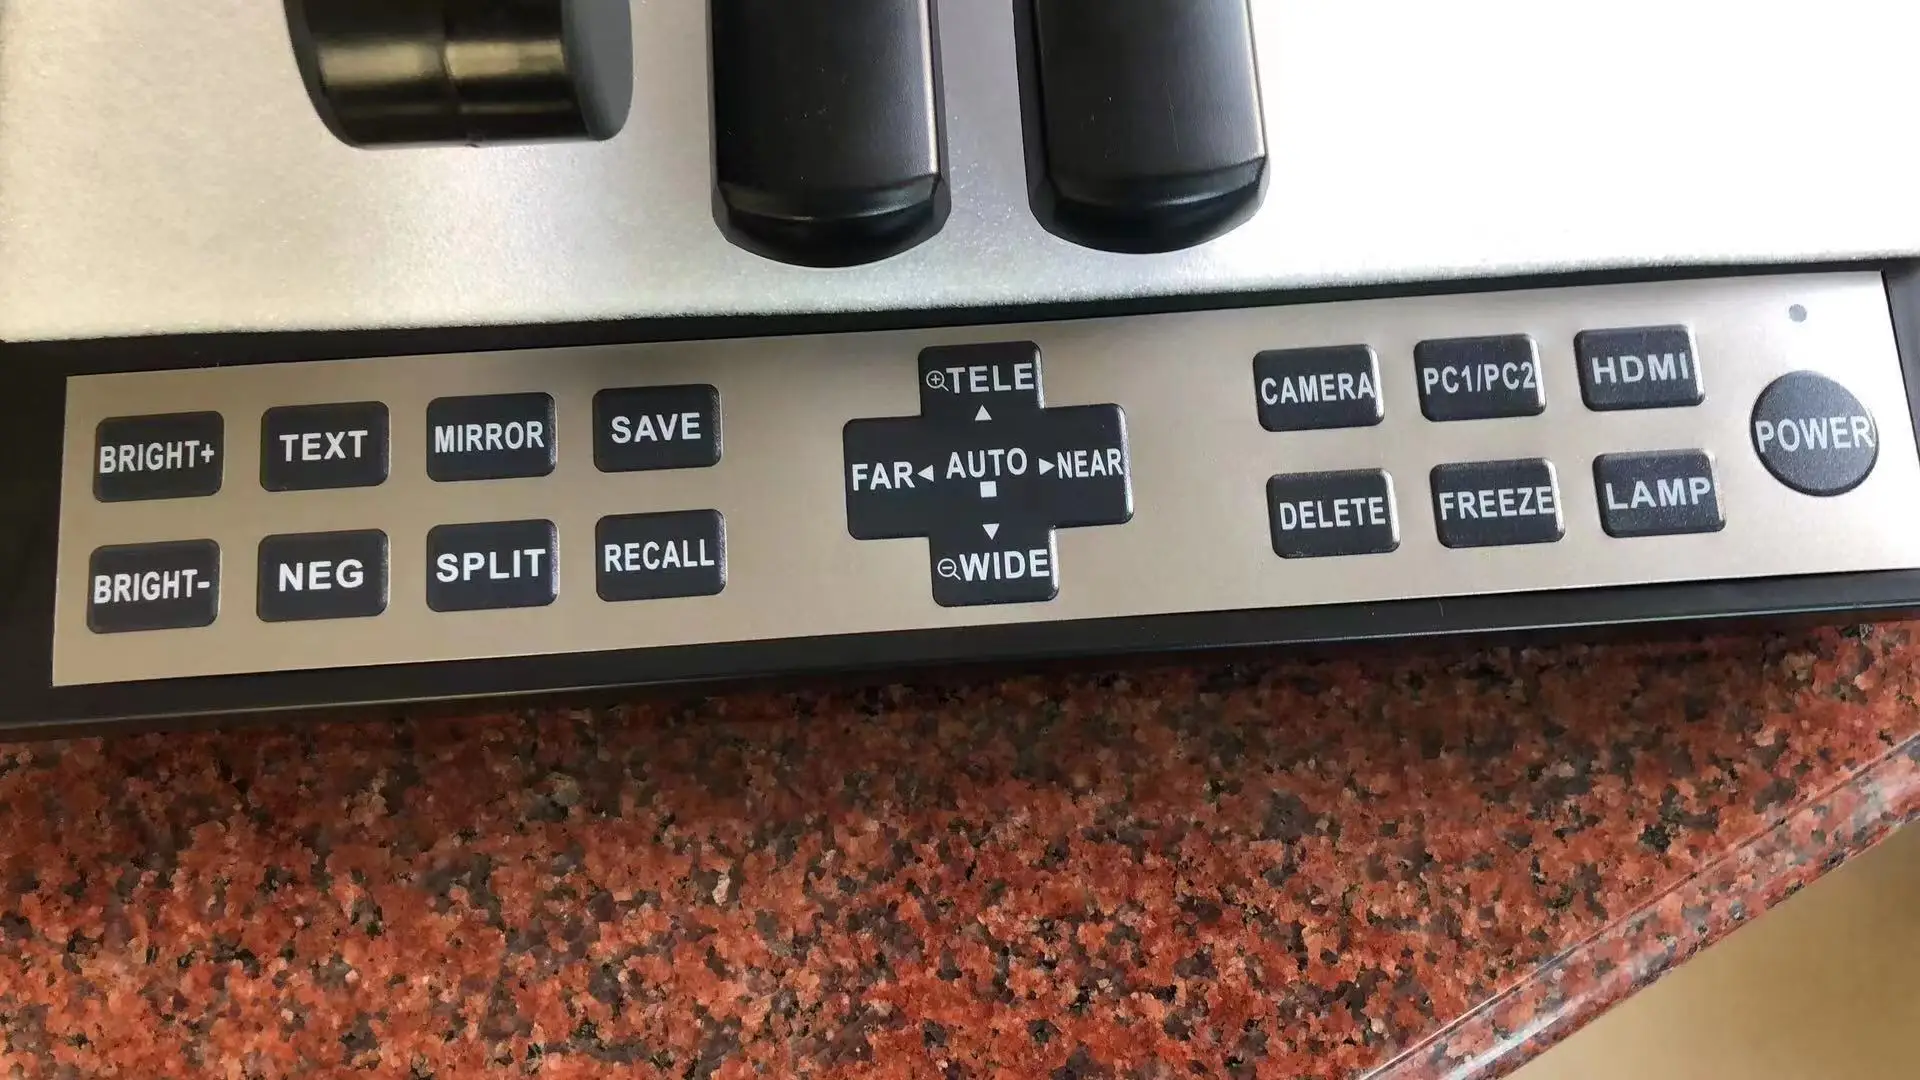 BRIGHT+ TEXT MIRROR SAVE
BRIGHT- NEG SPLIT RECALL
TELE
FAR AUTO NEAR
WIDE
CAMERA PC1/PC2 HDMI
DELETE FREEZE LAMP
POWER